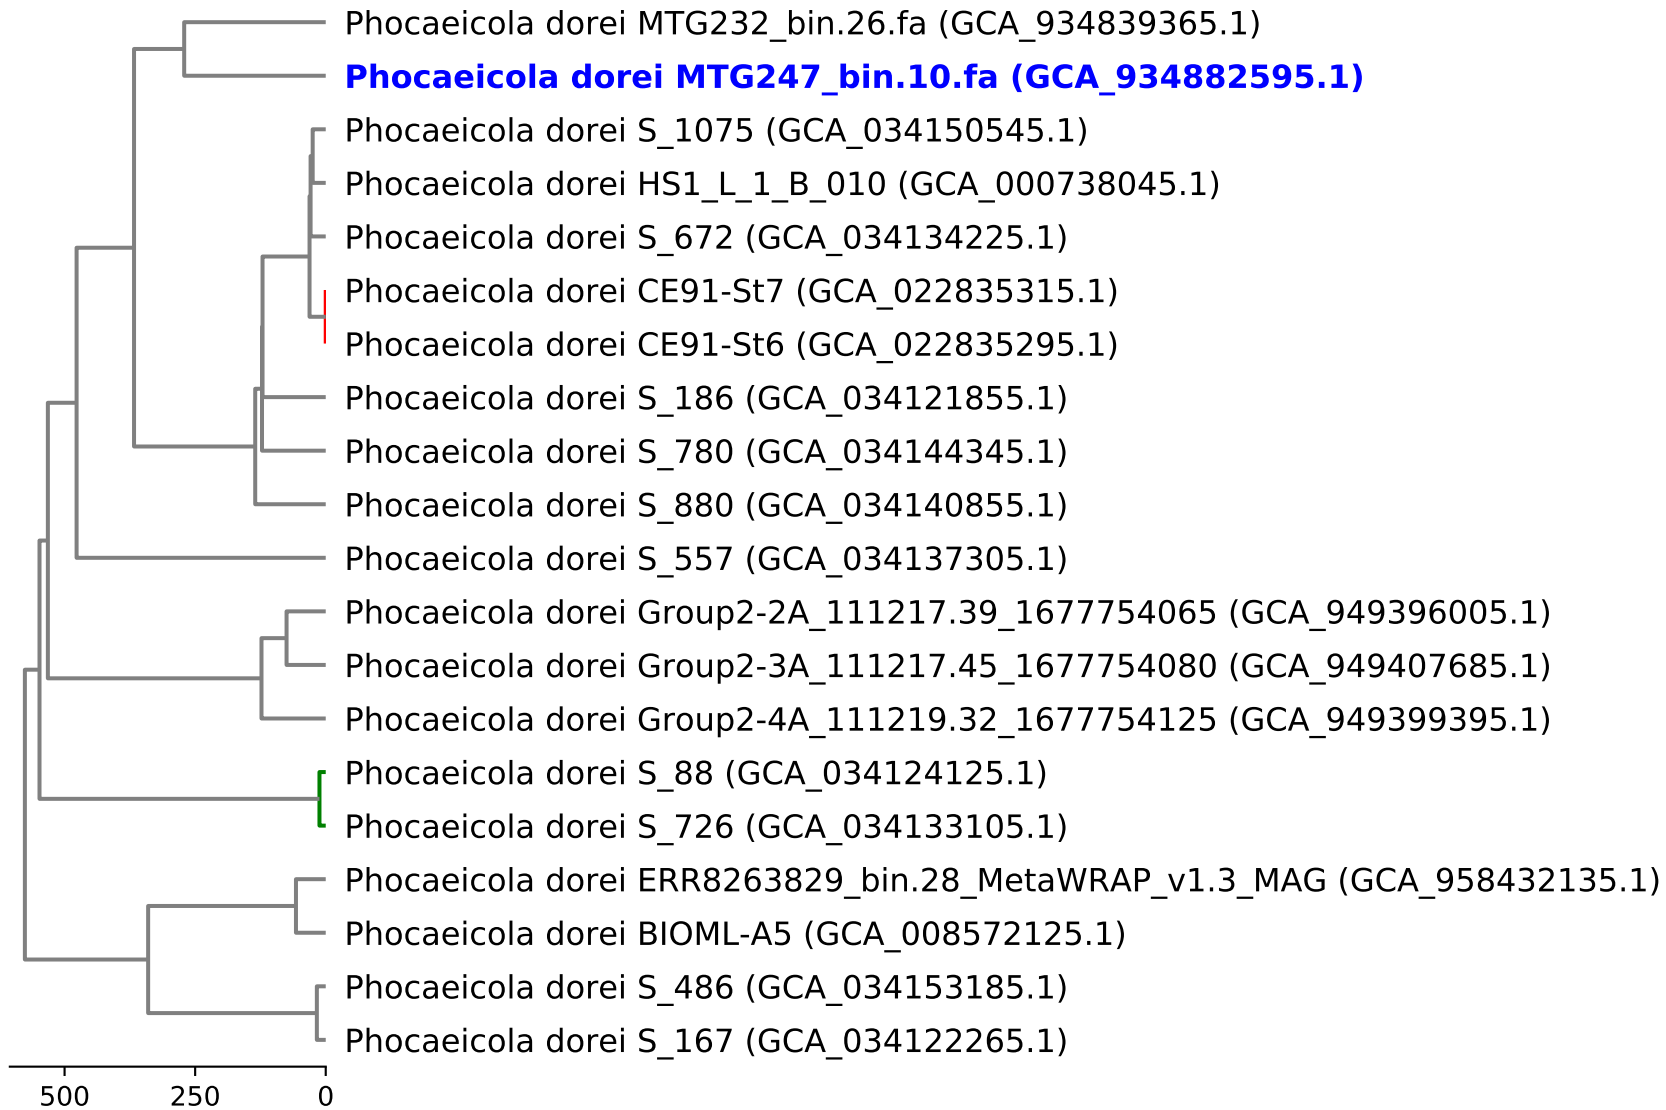 Phocaeicola dorei MTG232_bin.26.fa (GCA_934839365.1)
Phocaeicola dorei MTG247_bin.10.fa (GCA_934882595.1)
Phocaeicola dorei S_1075 (GCA_034150545.1)
Phocaeicola dorei HS1_L_1_B_010 (GCA_000738045.1)
Phocaeicola dorei S_672 (GCA_034134225.1)
Phocaeicola dorei CE91-St7 (GCA_022835315.1)
Phocaeicola dorei CE91-St6 (GCA_022835295.1)
Phocaeicola dorei S_186 (GCA_034121855.1)
Phocaeicola dorei S_780 (GCA_034144345.1)
Phocaeicola dorei S_880 (GCA_034140855.1)
Phocaeicola dorei S_557 (GCA_034137305.1)
Phocaeicola dorei Group2-2A_111217.39_1677754065 (GCA_949396005.1)
Phocaeicola dorei Group2-3A_111217.45_1677754080 (GCA_949407685.1)
Phocaeicola dorei Group2-4A_111219.32_1677754125 (GCA_949399395.1)
Phocaeicola dorei S_88 (GCA_034124125.1)
Phocaeicola dorei S_726 (GCA_034133105.1)
Phocaeicola dorei ERR8263829_bin.28_MetaWRAP_v1.3_MAG (GCA_958432135.1)
Phocaeicola dorei BIOML-A5 (GCA_008572125.1)
Phocaeicola dorei S_486 (GCA_034153185.1)
Phocaeicola dorei S_167 (GCA_034122265.1)
500 250 0